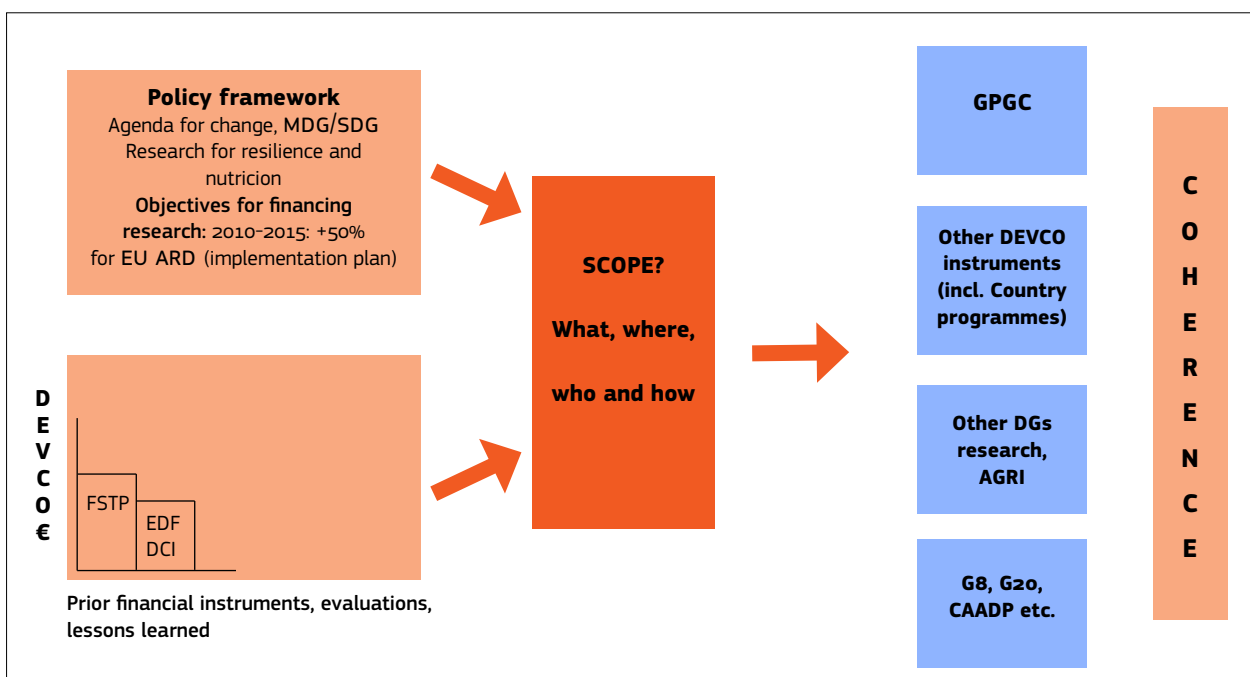 Policy framework
Agenda for change, MDG/SDG
Research for resilience and
nutricion
Objectives for financing
research: 2010-2015: +50%
for EU ARD (implementation plan)
DEVCO€
FSTP
EDF
DCI
Prior financial instruments, evaluations,
lessons learned
SCOPE?
What, where,
who and how
GPGC
Other DEVCO
instruments
(incl. Country
programmes)
Other DGs
research,
AGRI
G8, G20,
CAADP etc.
COHERENCE